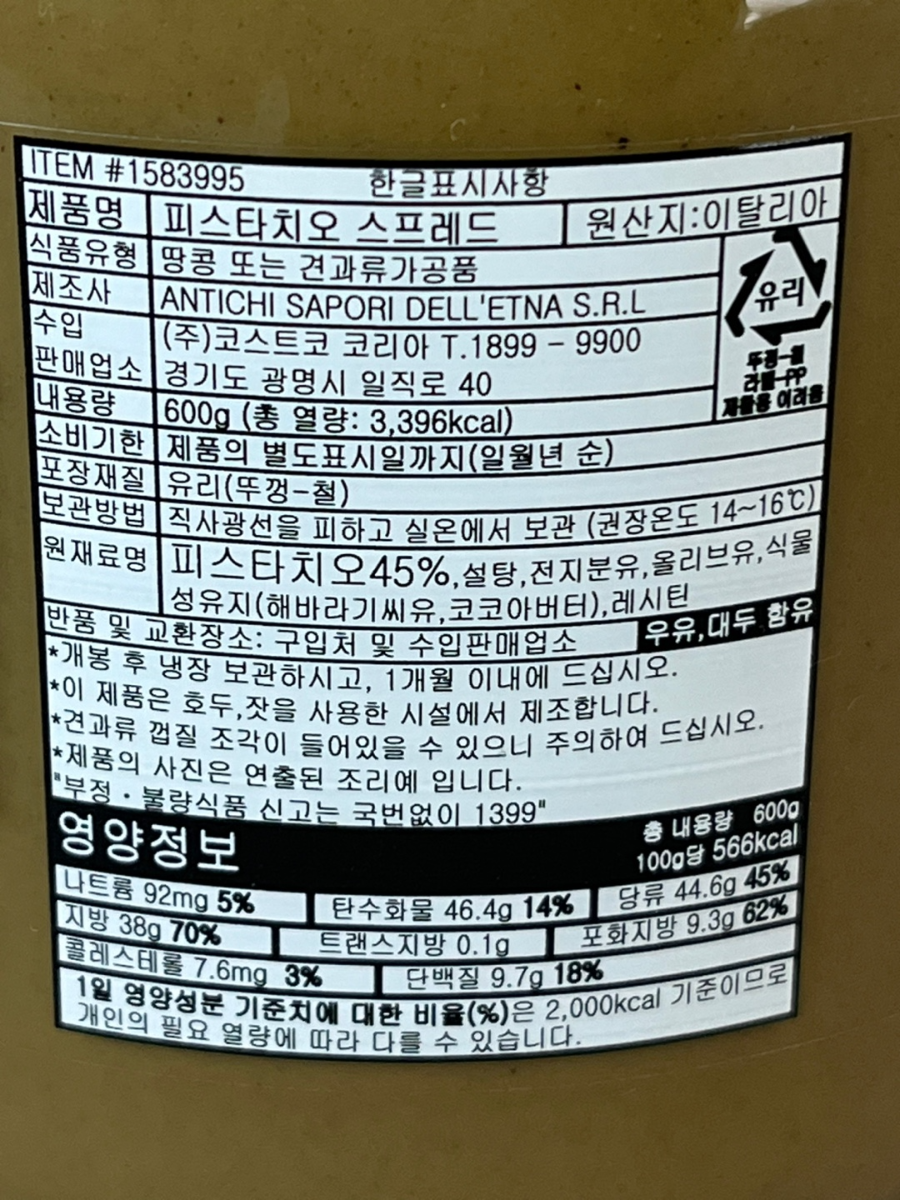 ITEM #1583995 한글표시사항
제품명 피스타치오 스프레드 원산지:이탈리아
식품유형 땅콩 또는 견과류가공품
제조사 ANTICHI SAPORI DELL'ETNA S.R.L
수입 (주)코스트코 코리아 T.1899 - 9900
판매업소 경기도 광명시 일직로 40
유리
뚜껑-철
라벨-PP
재활용 어려움
내용량 600g (총 열량: 3,396kcal)
소비기한 제품의 별도표시일까지(일월년 순)
포장재질 유리(뚜껑-철)
보관방법 직사광선을 피하고 실온에서 보관 (권장온도 14~16℃)
원재료명 피스타치오45%,설탕,전지분유,올리브유,식물
성유지(해바라기씨유,코코아버터),레시틴
우유,대두 함유
반품 및 교환장소: 구입처 및 수입판매업소
*개봉 후 냉장 보관하시고, 1개월 이내에 드십시오.
*이 제품은 호두,잣을 사용한 시설에서 제조합니다.
*견과류 껍질 조각이 들어있을 수 있으니 주의하여 드십시오.
*제품의 사진은 연출된 조리예 입니다.
"부정·불량식품 신고는 국번없이 1399"
영양정보 총 내용량 600g
100g당 566kcal
나트륨 92mg 5% 탄수화물 46.4g 14% 당류 44.6g 45%
지방 38g 70% 트랜스지방 0.1g 포화지방 9.3g 62%
콜레스테롤 7.6mg 3% 단백질 9.7g 18%
1일 영양성분 기준치에 대한 비율(%)은 2,000kcal 기준이므로
개인의 필요 열량에 따라 다를 수 있습니다.